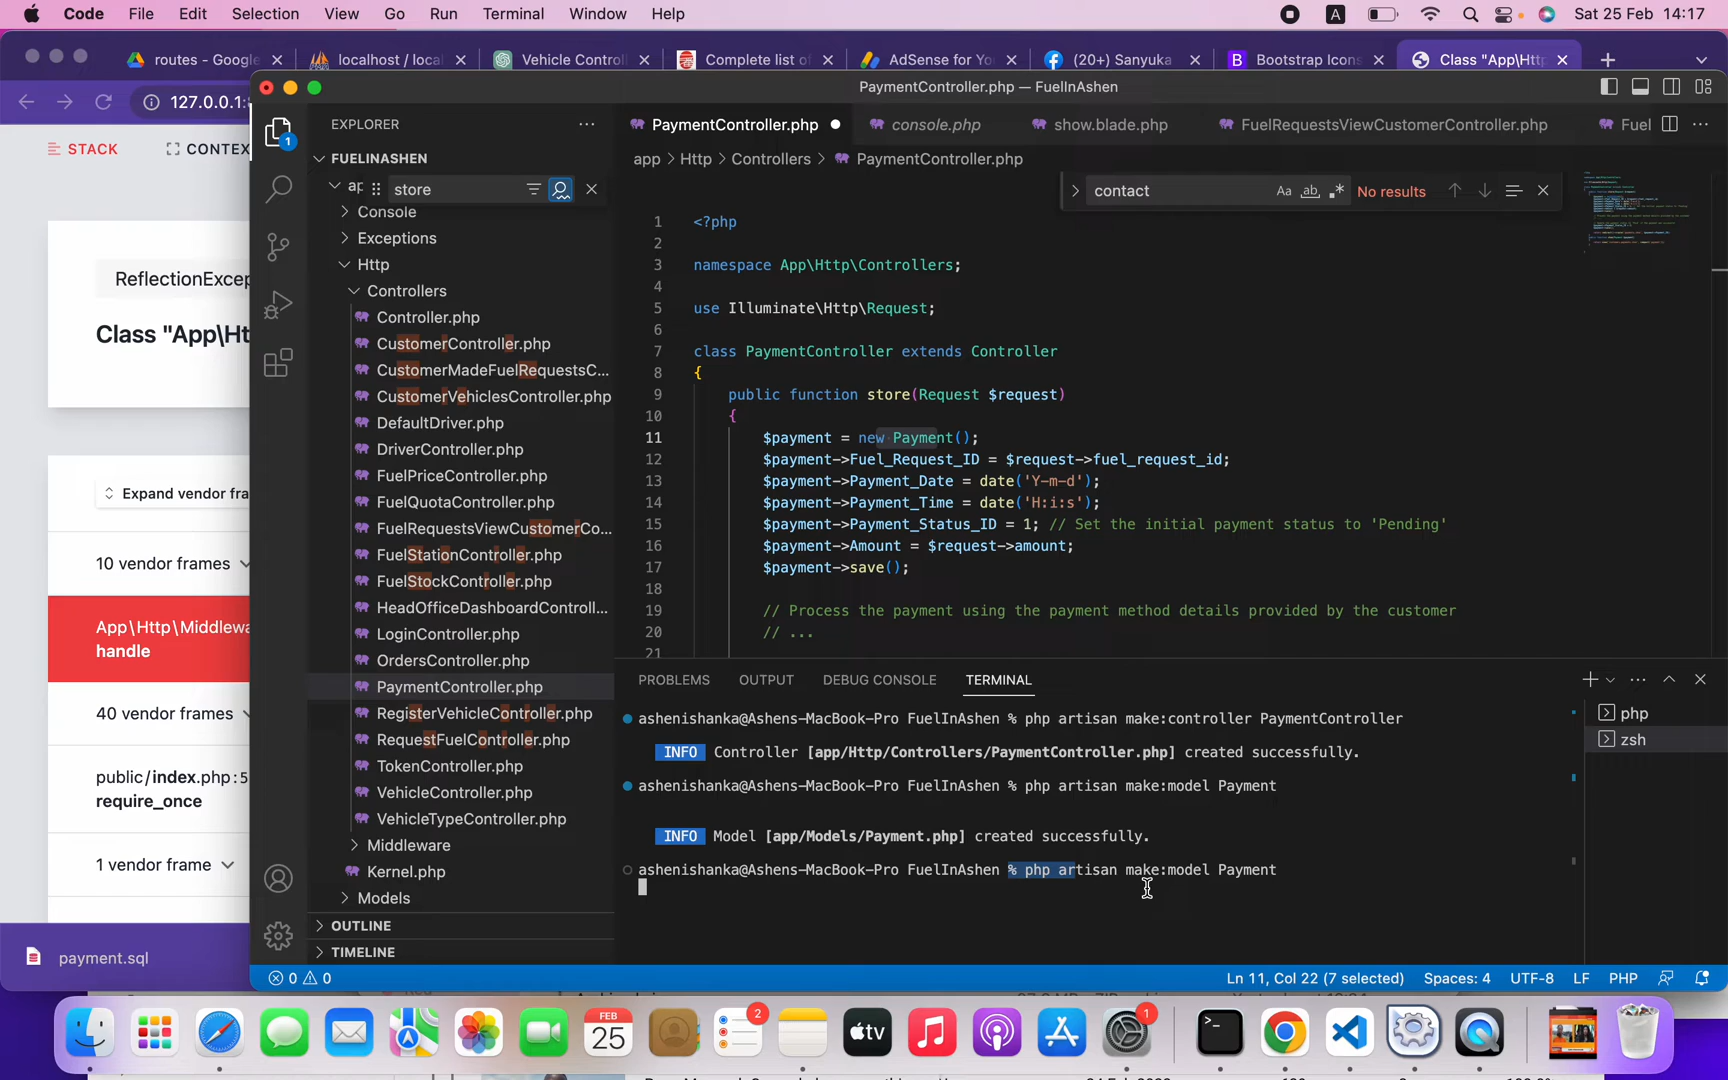 Code File Edit Selection View Go Run Terminal Window Help A Sat 25 Feb 14:17
routes - Google localhost / local Vehicle Control Complete list of AdSense for Yo (20+) Sanyuka Bootstrap Icons Class "App\Htt
127.0.0.1:
PaymentController.php — FuelInAshen
EXPLORER
PaymentController.php console.php show.blade.php FuelRequestsViewCustomerController.php Fuel
STACK CONTEX
FUELINASHEN
app > Http > Controllers > PaymentController.php
ap store
contact Aa ab No results
Console
Exceptions
Http
Controllers
Controller.php
CustomerController.php
CustomerMadeFuelRequestsC...
CustomerVehiclesController.php
DefaultDriver.php
DriverController.php
FuelPriceController.php
FuelQuotaController.php
FuelRequestsViewCustomerCo...
FuelStationController.php
FuelStockController.php
HeadOfficeDashboardControll...
LoginController.php
OrdersController.php
PaymentController.php
RegisterVehicleController.php
RequestFuelController.php
TokenController.php
VehicleController.php
VehicleTypeController.php
Middleware
Kernel.php
Models
OUTLINE
TIMELINE
1 <?php
2
3 namespace App\Http\Controllers;
4
5 use Illuminate\Http\Request;
6
7 class PaymentController extends Controller
8 {
9 public function store(Request $request)
10 {
11 $payment = new Payment();
12 $payment->Fuel_Request_ID = $request->fuel_request_id;
13 $payment->Payment_Date = date('Y-m-d');
14 $payment->Payment_Time = date('H:i:s');
15 $payment->Payment_Status_ID = 1; // Set the initial payment status to 'Pending'
16 $payment->Amount = $request->amount;
17 $payment->save();
18
19 // Process the payment using the payment method details provided by the customer
20 // ...
21
PROBLEMS OUTPUT DEBUG CONSOLE TERMINAL
ashenishanka@Ashens-MacBook-Pro FuelInAshen % php artisan make:controller PaymentController
INFO Controller [app/Http/Controllers/PaymentController.php] created successfully.
ashenishanka@Ashens-MacBook-Pro FuelInAshen % php artisan make:model Payment
INFO Model [app/Models/Payment.php] created successfully.
ashenishanka@Ashens-MacBook-Pro FuelInAshen % php artisan make:model Payment
php
zsh
ReflectionExcep
Class "App\Ht
Expand vendor fra
10 vendor frames
App\Http\Middlewa
handle
40 vendor frames
public/index.php:5
require_once
1 vendor frame
payment.sql
0 0 Ln 11, Col 22 (7 selected) Spaces: 4 UTF-8 LF PHP
FEB
25
2
tv
1